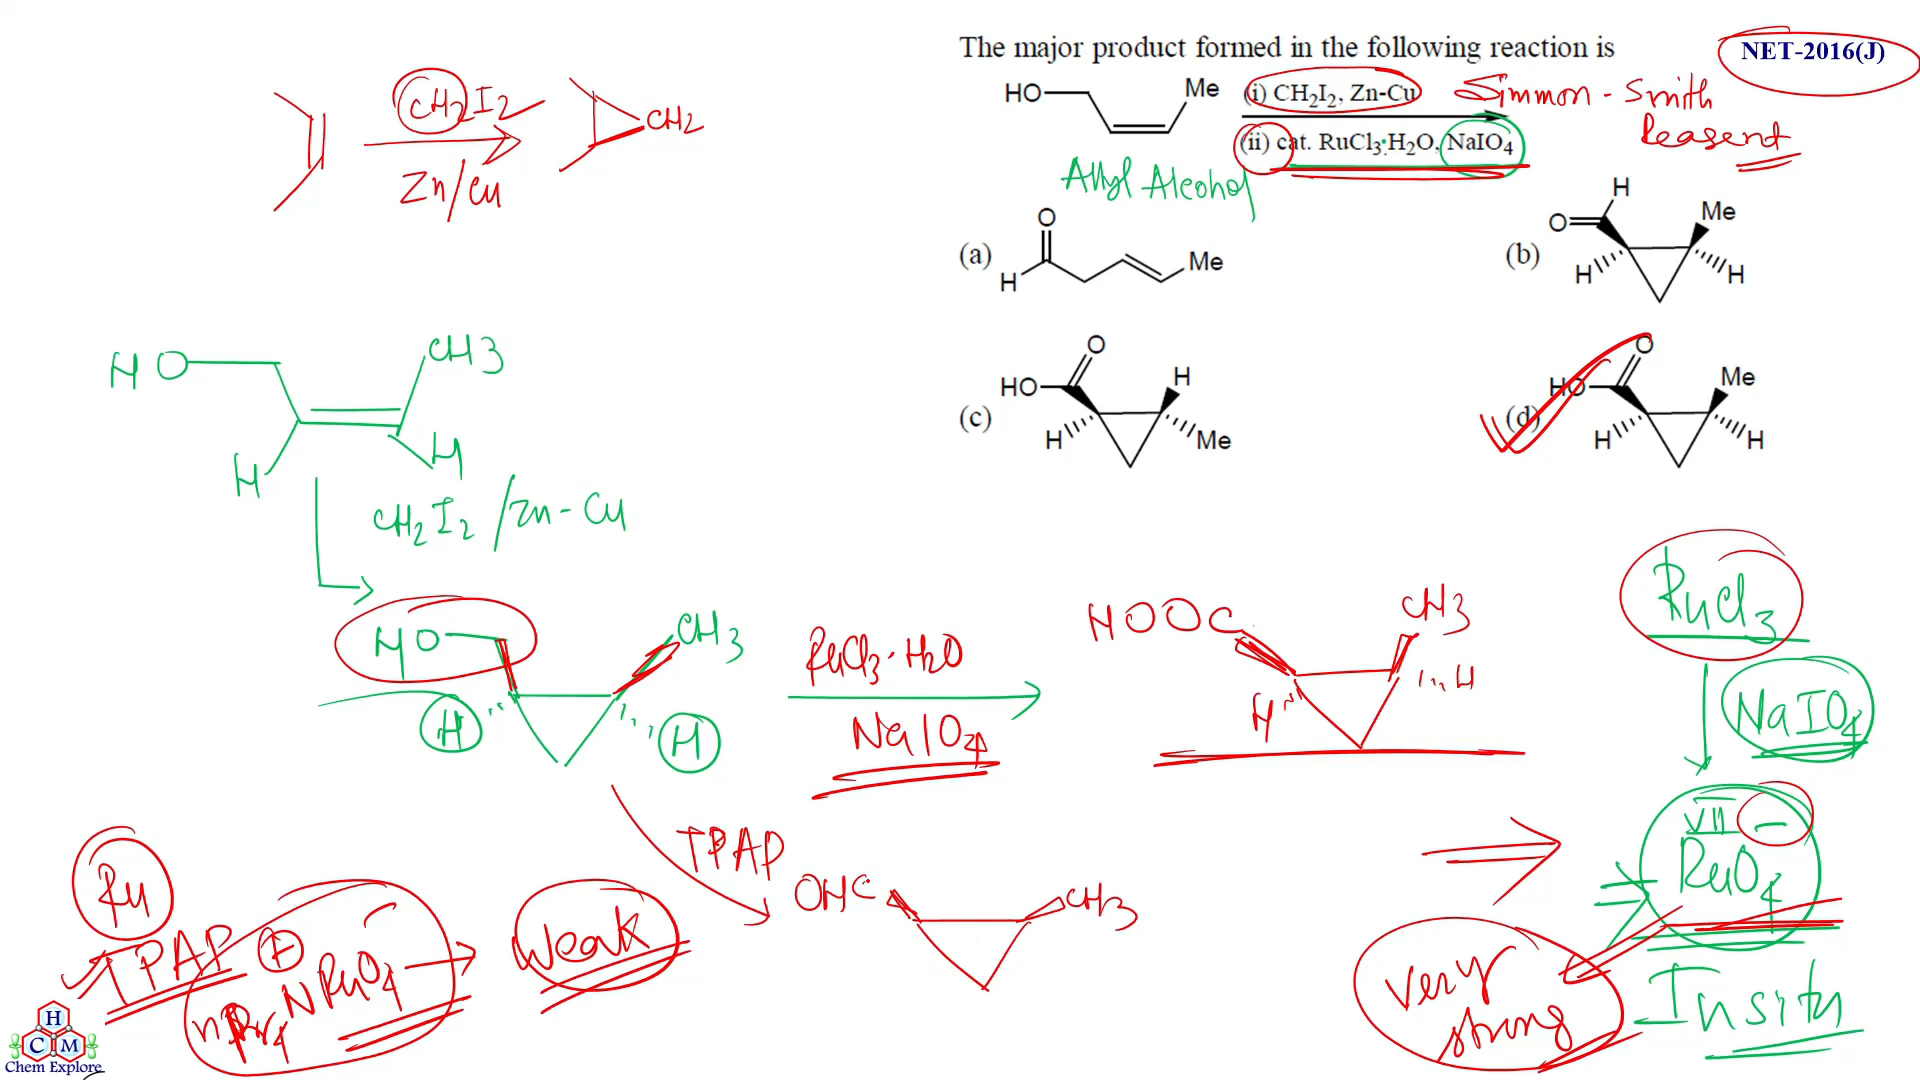 The major product formed in the following reaction is
NET-2016(J)
HO
Me
(i) CH2I2, Zn-Cu
(ii) cat. RuCl3·H2O, NaIO4
Simmon - Smith
Reasent
Allyl Alcohol
CH2I2
Zn/Cu
CH2
(a)
O
H
Me
(b)
H
O
Me
H
H
(c)
O
HO
H
H
Me
(d)
O
HO
Me
H
H
HO
CH3
H
H
CH2I2 /Zn-Cu
HO
CH3
H
H
RuCl3·H2O
NaIO4
HOOC
CH3
H
H
RuCl3
NaIO4
VII -
RuO4
Insitu
very
strong
TPAP
OHC
CH3
Ru
TPAP
nPr4 N RuO4
weak
H
C M
Chem Explore